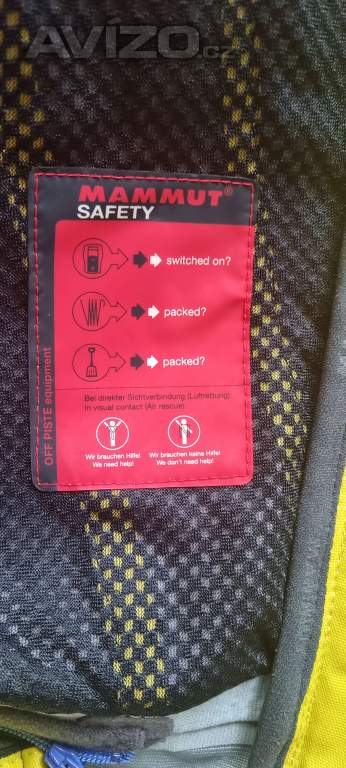 AVÍZO.cz
MAMMUT®
SAFETY
switched on?
packed?
packed?
OFF PISTE equipment
Bei direkter Sichtverbindung (Luftrettung)
In visual contact (Air rescue)
Wir brauchen Hilfe!
We need help!
Wir brauchen keine Hilfe!
We don't need help!